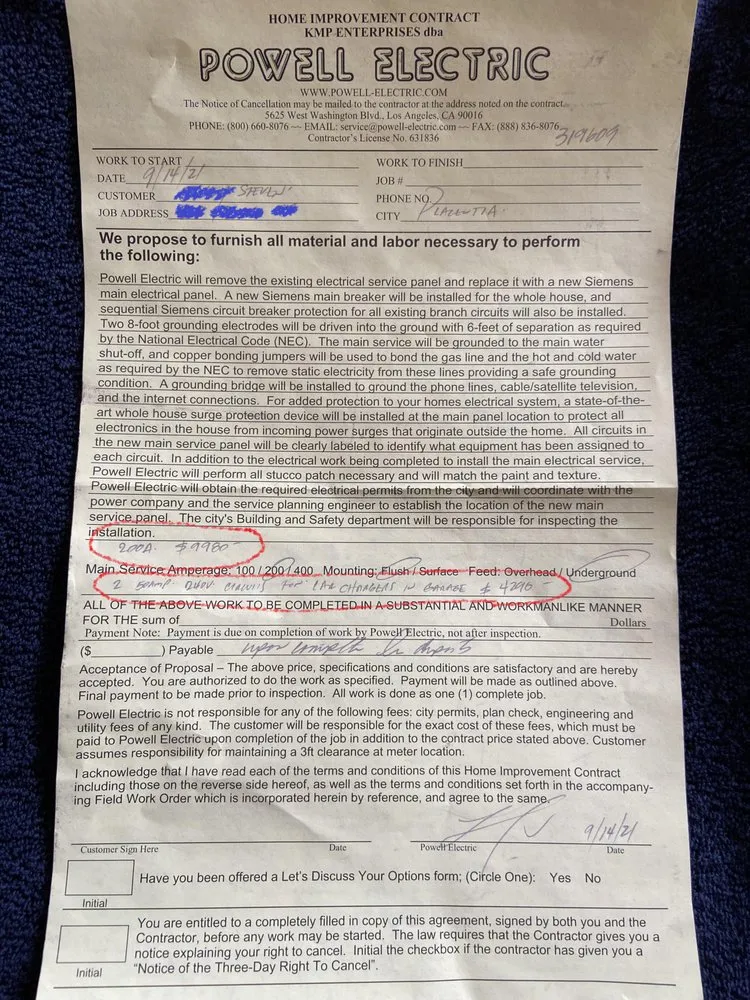 HOME IMPROVEMENT CONTRACT
KMP ENTERPRISES dba
POWELL ELECTRIC
WWW.POWELL-ELECTRIC.COM
The Notice of Cancellation may be mailed to the contractor at the address noted on the contract.
5625 West Washington Blvd., Los Angeles, CA 90016
PHONE: (800) 660-8076 — EMAIL: service@powell-electric.com — FAX: (888) 836-8076
Contractor's License No. 631836
319609
WORK TO START
WORK TO FINISH
DATE 9/14/21
JOB #
CUSTOMER STEVEN
PHONE NO.
JOB ADDRESS
CITY PLACENTIA
We propose to furnish all material and labor necessary to perform
the following:
Powell Electric will remove the existing electrical service panel and replace it with a new Siemens
main electrical panel. A new Siemens main breaker will be installed for the whole house, and
sequential Siemens circuit breaker protection for all existing branch circuits will also be installed.
Two 8-foot grounding electrodes will be driven into the ground with 6-feet of separation as required
by the National Electrical Code (NEC). The main service will be grounded to the main water
shut-off, and copper bonding jumpers will be used to bond the gas line and the hot and cold water
as required by the NEC to remove static electricity from these lines providing a safe grounding
condition. A grounding bridge will be installed to ground the phone lines, cable/satellite television,
and the internet connections. For added protection to your homes electrical system, a state-of-the-
art whole house surge protection device will be installed at the main panel location to protect all
electronics in the house from incoming power surges that originate outside the home. All circuits in
the new main service panel will be clearly labeled to identify what equipment has been assigned to
each circuit. In addition to the electrical work being completed to install the main electrical service,
Powell Electric will perform all stucco patch necessary and will match the paint and texture.
Powell Electric will obtain the required electrical permits from the city and will coordinate with the
power company and the service planning engineer to establish the location of the new main
service panel. The city's Building and Safety department will be responsible for inspecting the
installation.
200A. $9980
Main Service Amperage: 100 / 200 / 400 Mounting: Flush / Surface Feed: Overhead / Underground
2 50AMP 240V CIRCUITS FOR CAR CHARGERS IN GARAGE $4296
ALL OF THE ABOVE WORK TO BE COMPLETED IN A SUBSTANTIAL AND WORKMANLIKE MANNER
FOR THE sum of Dollars
Payment Note: Payment is due on completion of work by Powell Electric, not after inspection.
($ ) Payable upon
Acceptance of Proposal – The above price, specifications and conditions are satisfactory and are hereby
accepted. You are authorized to do the work as specified. Payment will be made as outlined above.
Final payment to be made prior to inspection. All work is done as one (1) complete job.
Powell Electric is not responsible for any of the following fees: city permits, plan check, engineering and
utility fees of any kind. The customer will be responsible for the exact cost of these fees, which must be
paid to Powell Electric upon completion of the job in addition to the contract price stated above. Customer
assumes responsibility for maintaining a 3ft clearance at meter location.
I acknowledge that I have read each of the terms and conditions of this Home Improvement Contract
including those on the reverse side hereof, as well as the terms and conditions set forth in the accompany-
ing Field Work Order which is incorporated herein by reference, and agree to the same.
9/14/21
Customer Sign Here Date Powell Electric Date
Have you been offered a Let's Discuss Your Options form; (Circle One): Yes No
Initial
You are entitled to a completely filled in copy of this agreement, signed by both you and the
Contractor, before any work may be started. The law requires that the Contractor gives you a
notice explaining your right to cancel. Initial the checkbox if the contractor has given you a
"Notice of the Three-Day Right To Cancel".
Initial